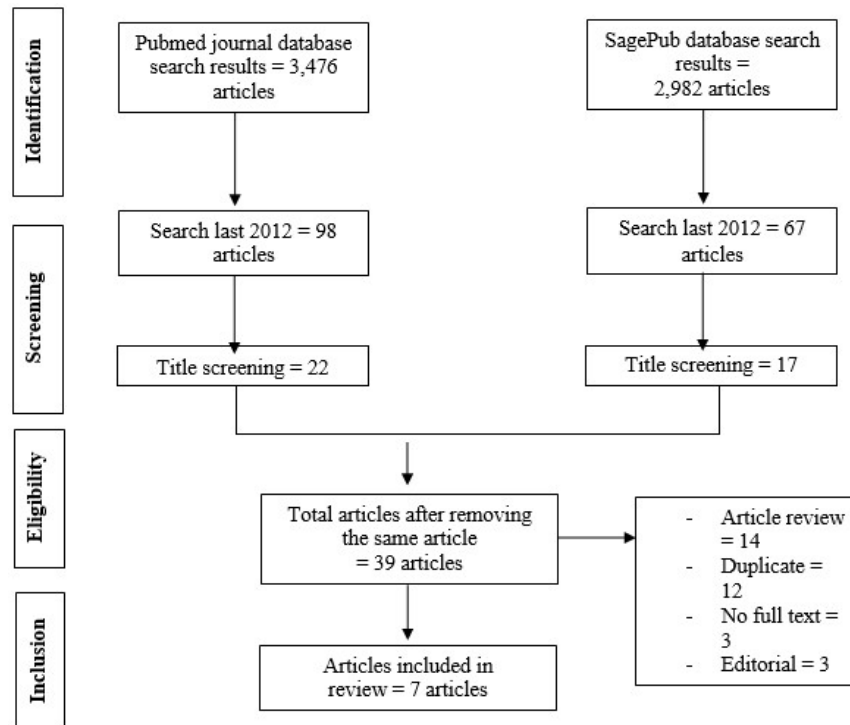 Identification
Pubmed journal database
search results = 3,476
articles
SagePub database search
results =
2,982 articles
Screening
Search last 2012 = 98
articles
Search last 2012 = 67
articles
Title screening = 22
Title screening = 17
Eligibility
Total articles after removing
the same article
= 39 articles
- Article review
= 14
- Duplicate =
12
- No full text =
3
- Editorial = 3
Inclusion
Articles included in
review = 7 articles